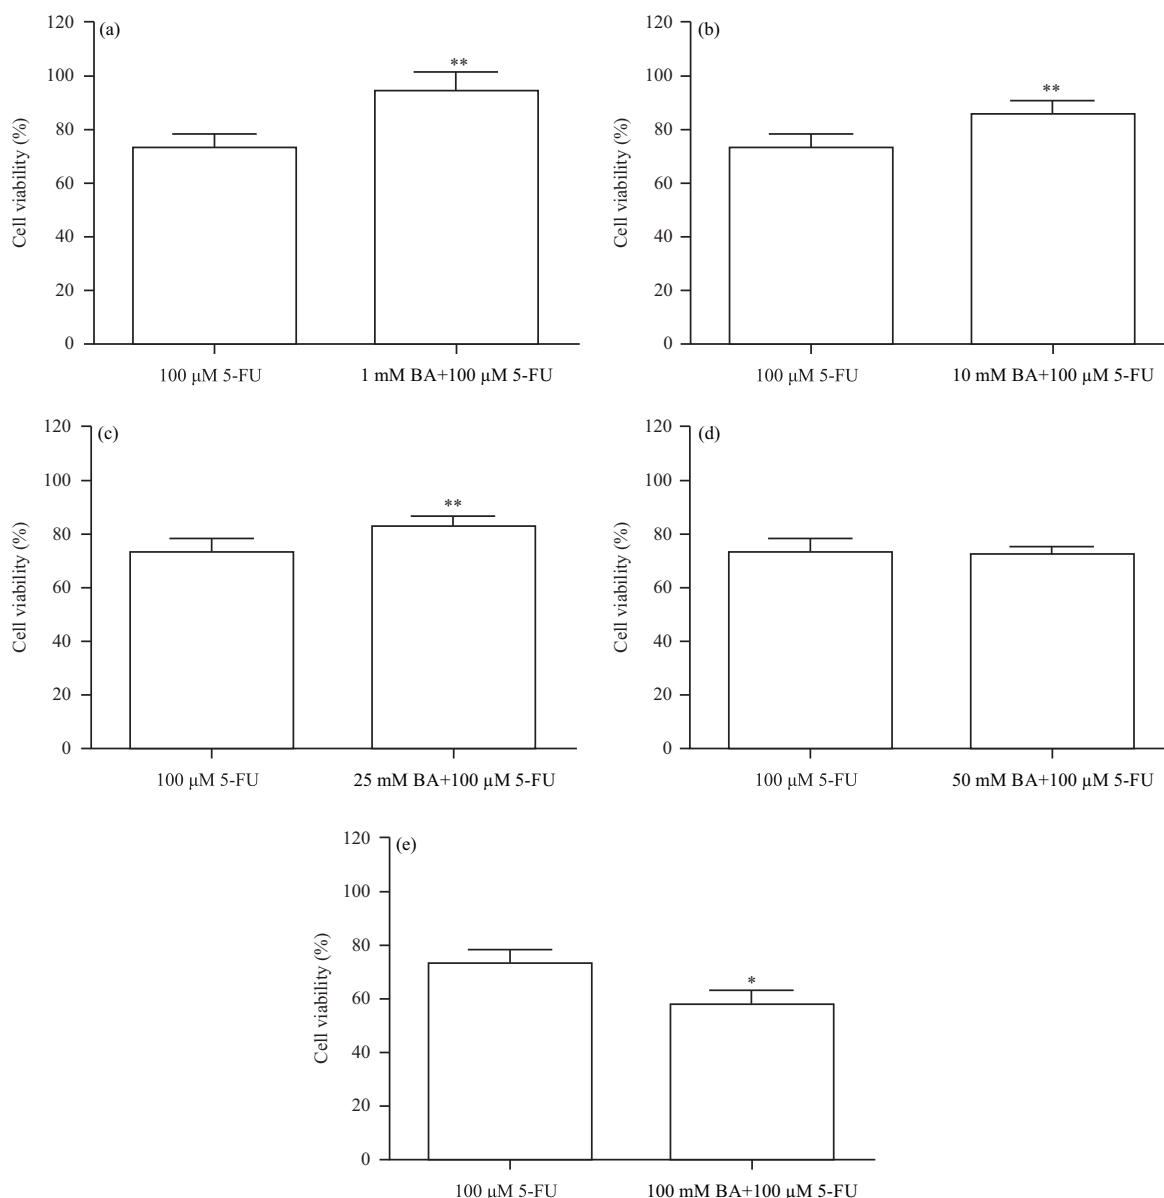 (a)
120
100
80
60
40
20
0
Cell viability (%)
**
100 μM 5-FU
1 mM BA+100 μM 5-FU
(b)
120
100
80
60
40
20
0
Cell viability (%)
**
100 μM 5-FU
10 mM BA+100 μM 5-FU
(c)
120
100
80
60
40
20
0
Cell viability (%)
**
100 μM 5-FU
25 mM BA+100 μM 5-FU
(d)
120
100
80
60
40
20
0
Cell viability (%)
100 μM 5-FU
50 mM BA+100 μM 5-FU
(e)
120
100
80
60
40
20
0
Cell viability (%)
*
100 μM 5-FU
100 mM BA+100 μM 5-FU